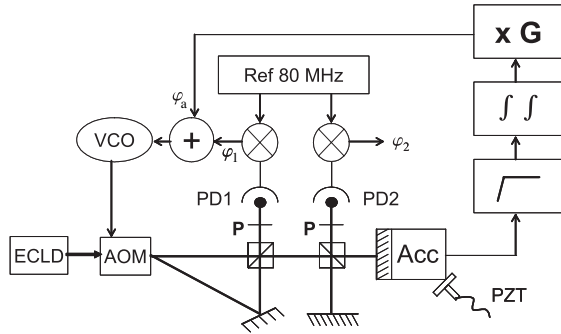 x G
Ref 80 MHz
φa
∫ ∫
VCO
+
φ1
φ2
PD1
PD2
P
P
ECLD
AOM
Acc
PZT